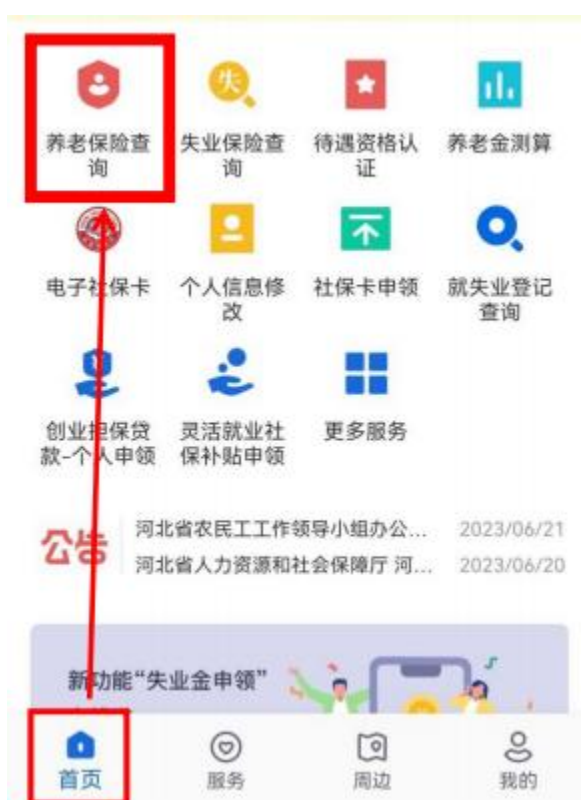 失
养老保险查 失业保险查 待遇资格认 养老金测算
询 询 证
电子社保卡 个人信息修 社保卡申领 就失业登记
改 查询
创业担保贷 灵活就业社 更多服务
款-个人申领 保补贴申领
公告 河北省农民工工作领导小组办公... 2023/06/21
河北省人力资源和社会保障厅 河... 2023/06/20
新功能“失业金申领”
首页 服务 周边 我的